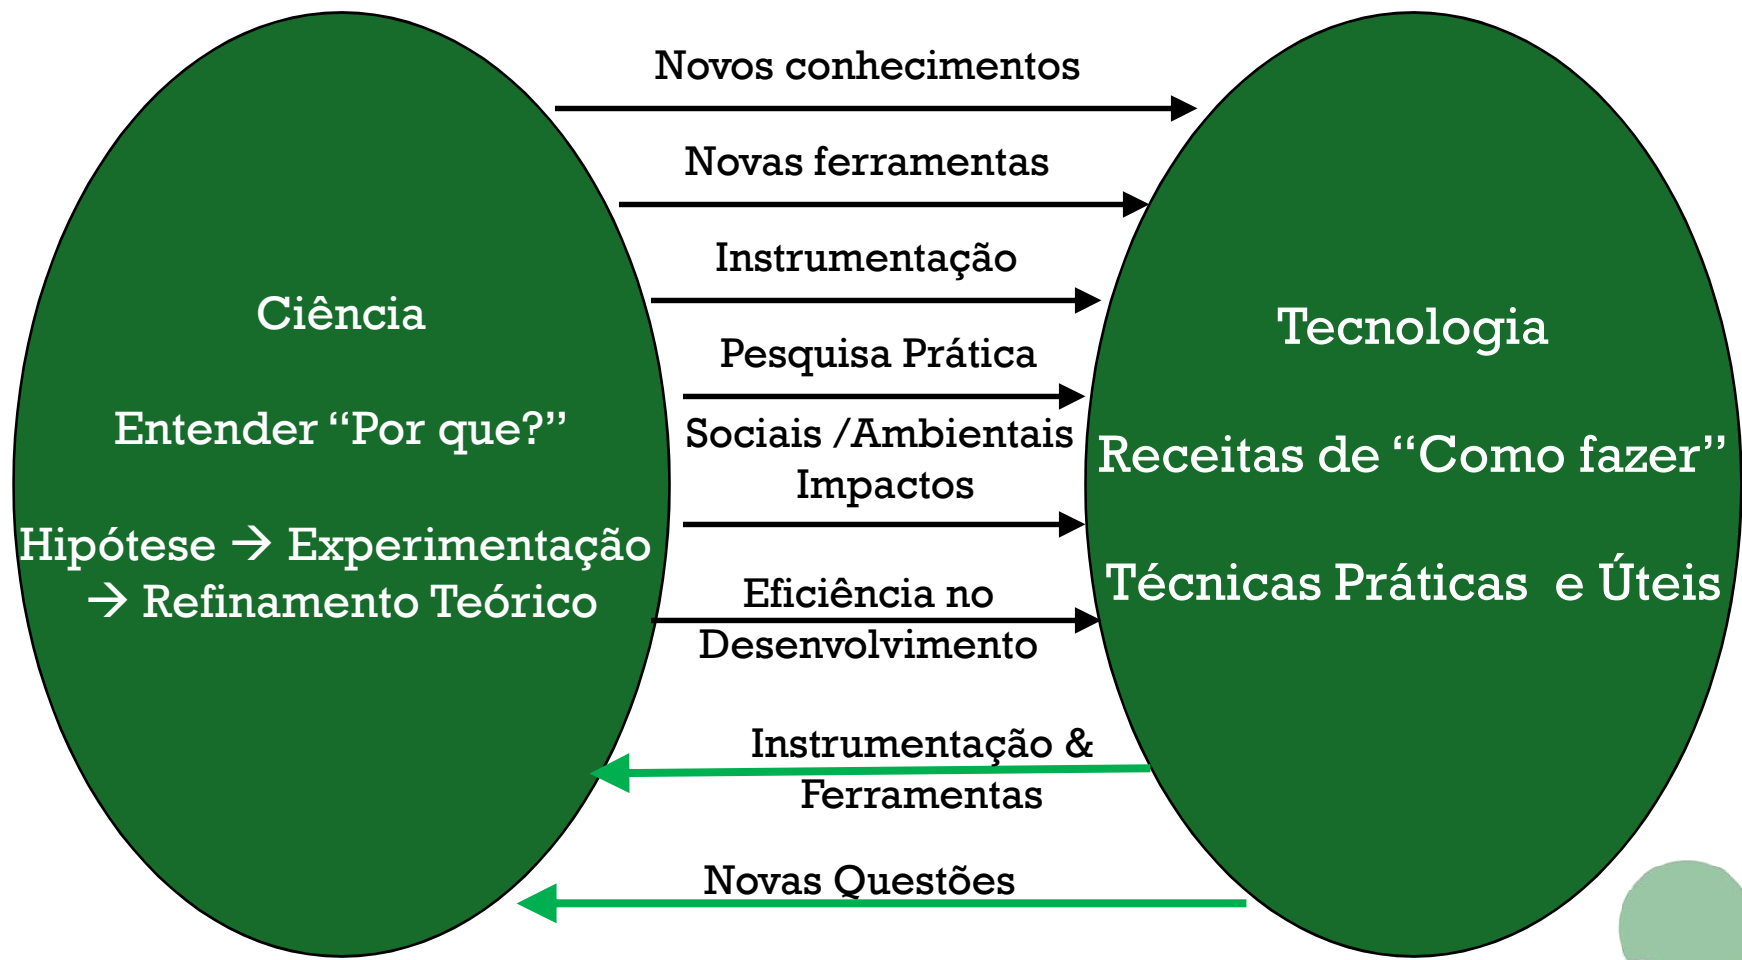 Ciência
Entender “Por que?”
Hipótese → Experimentação
→ Refinamento Teórico
Novos conhecimentos
Novas ferramentas
Instrumentação
Pesquisa Prática
Sociais /Ambientais
Impactos
Eficiência no
Desenvolvimento
Instrumentação &
Ferramentas
Novas Questões
Tecnologia
Receitas de “Como fazer”
Técnicas Práticas  e Úteis